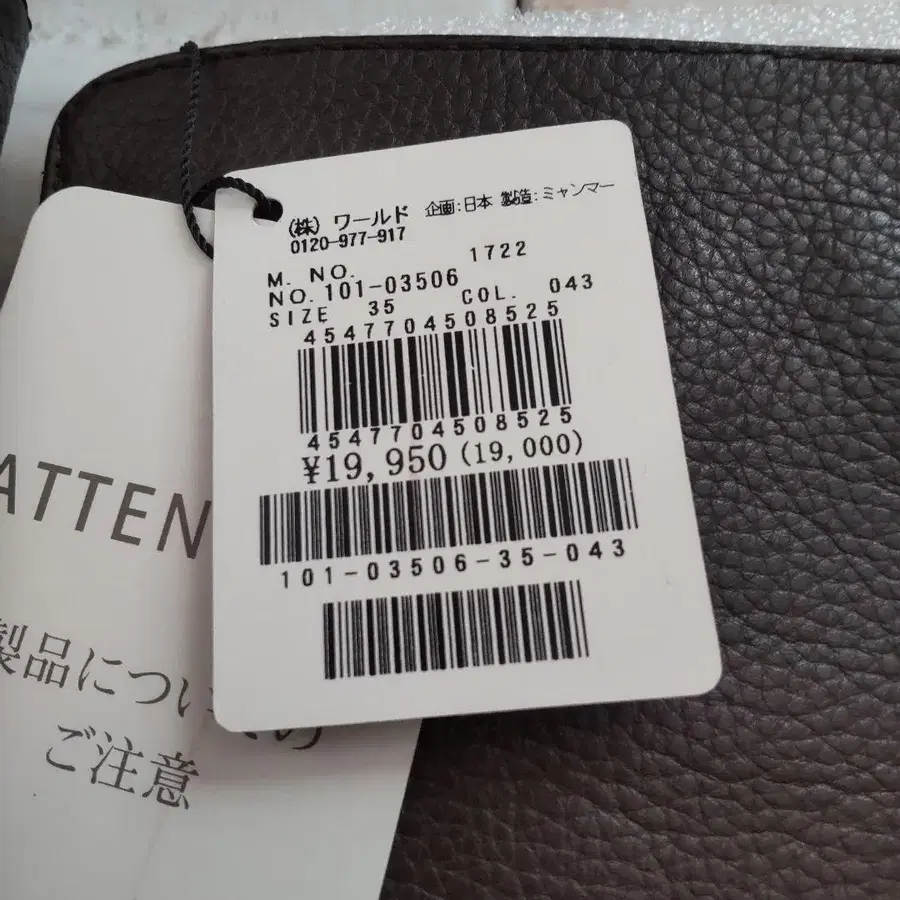 (株) ワールド 企画:日本 製造:ミャンマー
0120-977-917
M. NO. 1722
NO. 101-03506
SIZE 35 COL. 043
4547704508525
4547704508525
¥19,950 (19,000)
101-03506-35-043
ATTEN
製品について
ご注意